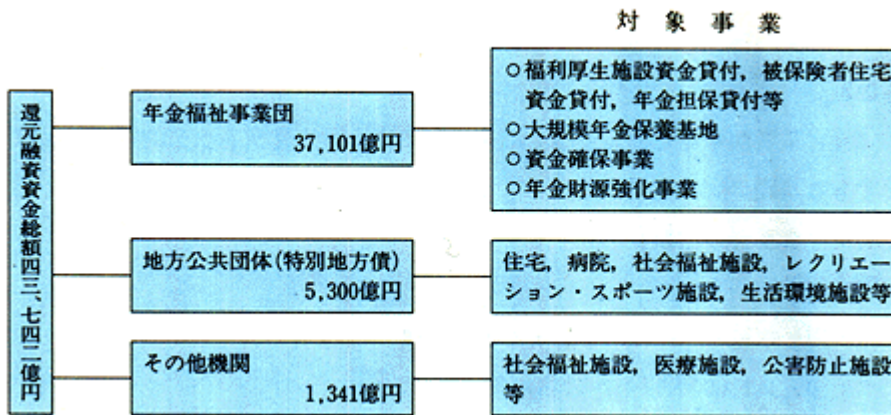 対象事業
還元融資資金総額四三、七四二億円
年金福祉事業団
37,101億円
○福利厚生施設資金貸付，被保険者住宅
資金貸付，年金担保貸付等
○大規模年金保養基地
○資金確保事業
○年金財源強化事業
地方公共団体(特別地方債)
5,300億円
住宅，病院，社会福祉施設，レクリエー
ション・スポーツ施設，生活環境施設等
その他機関
1,341億円
社会福祉施設，医療施設，公害防止施設
等